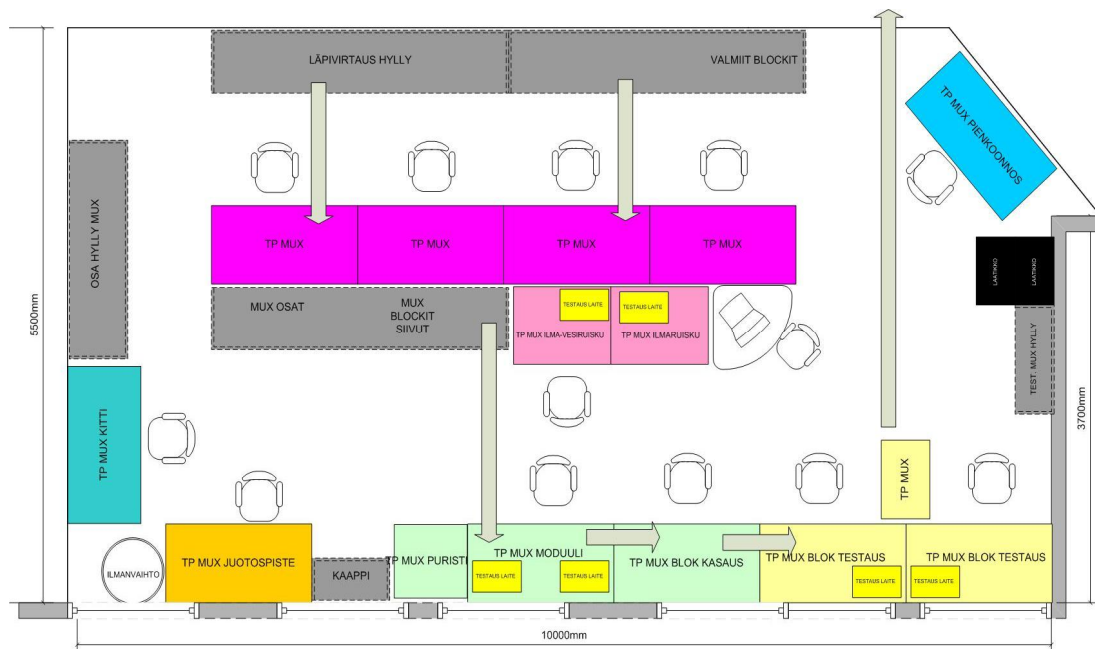 LÄPIVIRTAUS HYLLY
VALMIIT BLOCKIT
TP MUX PIENKOONNOS
OSA HYLLY MUX
TP MUX
TP MUX
TP MUX
TP MUX
LAATIKKO
LAATIKKO
5500mm
MUX OSAT
MUX
BLOCKIT
SIIVUT
TESTAUS LAITE
TESTAUS LAITE
TP MUX ILMA-VESIRUISKU
TP MUX ILMARUISKU
TEST. MUX HYLLY
3700mm
TP MUX KITTI
TP MUX
ILMANVAIHTO
TP MUX JUOTOSPISTE
KAAPPI
TP MUX PURISTI
TP MUX MODUULI
TESTAUS LAITE
TESTAUS LAITE
TP MUX BLOK KASAUS
TP MUX BLOK TESTAUS
TESTAUS LAITE
TP MUX BLOK TESTAUS
TESTAUS LAITE
10000mm